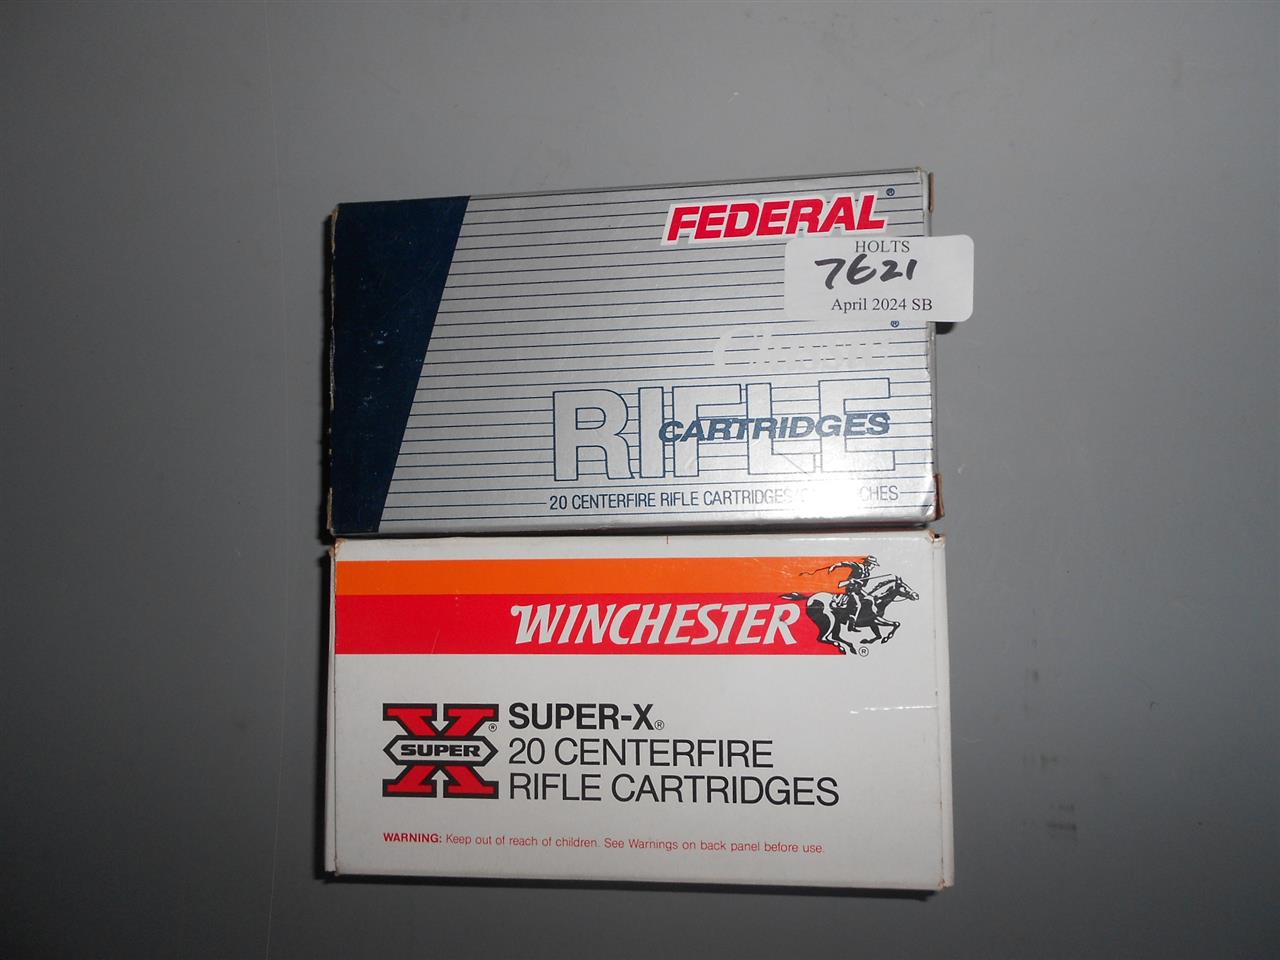 FEDERAL®
HOLTS
7621
April 2024 SB
Classic®
RIFLE
CARTRIDGES
20 CENTERFIRE RIFLE CARTRIDGES
WINCHESTER®
SUPER X®
SUPER-X®
20 CENTERFIRE
RIFLE CARTRIDGES
WARNING: Keep out of reach of children. See Warnings on back panel before use.